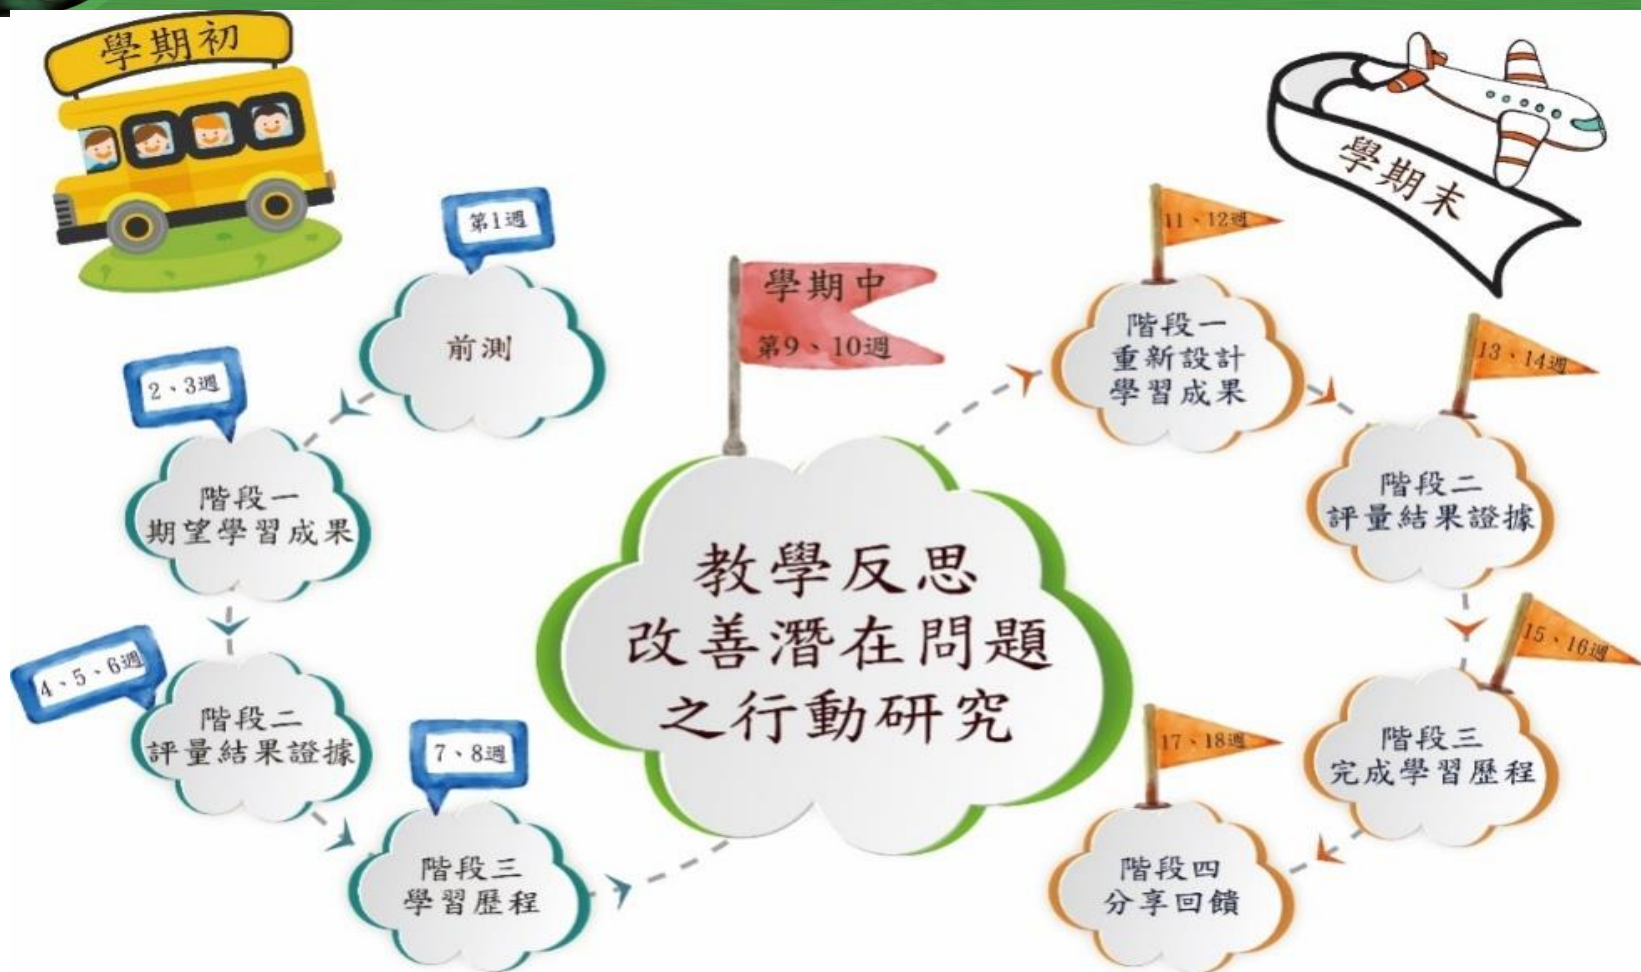 學期初
第1週
前測
2、3週
階段一
期望學習成果
4、5、6週
階段二
評量結果證據
7、8週
階段三
學習歷程
學期中
第9、10週
教學反思
改善潛在問題
之行動研究
學期末
11、12週
階段一
重新設計
學習成果
13、14週
階段二
評量結果證據
15、16週
階段三
完成學習歷程
17、18週
階段四
分享回饋